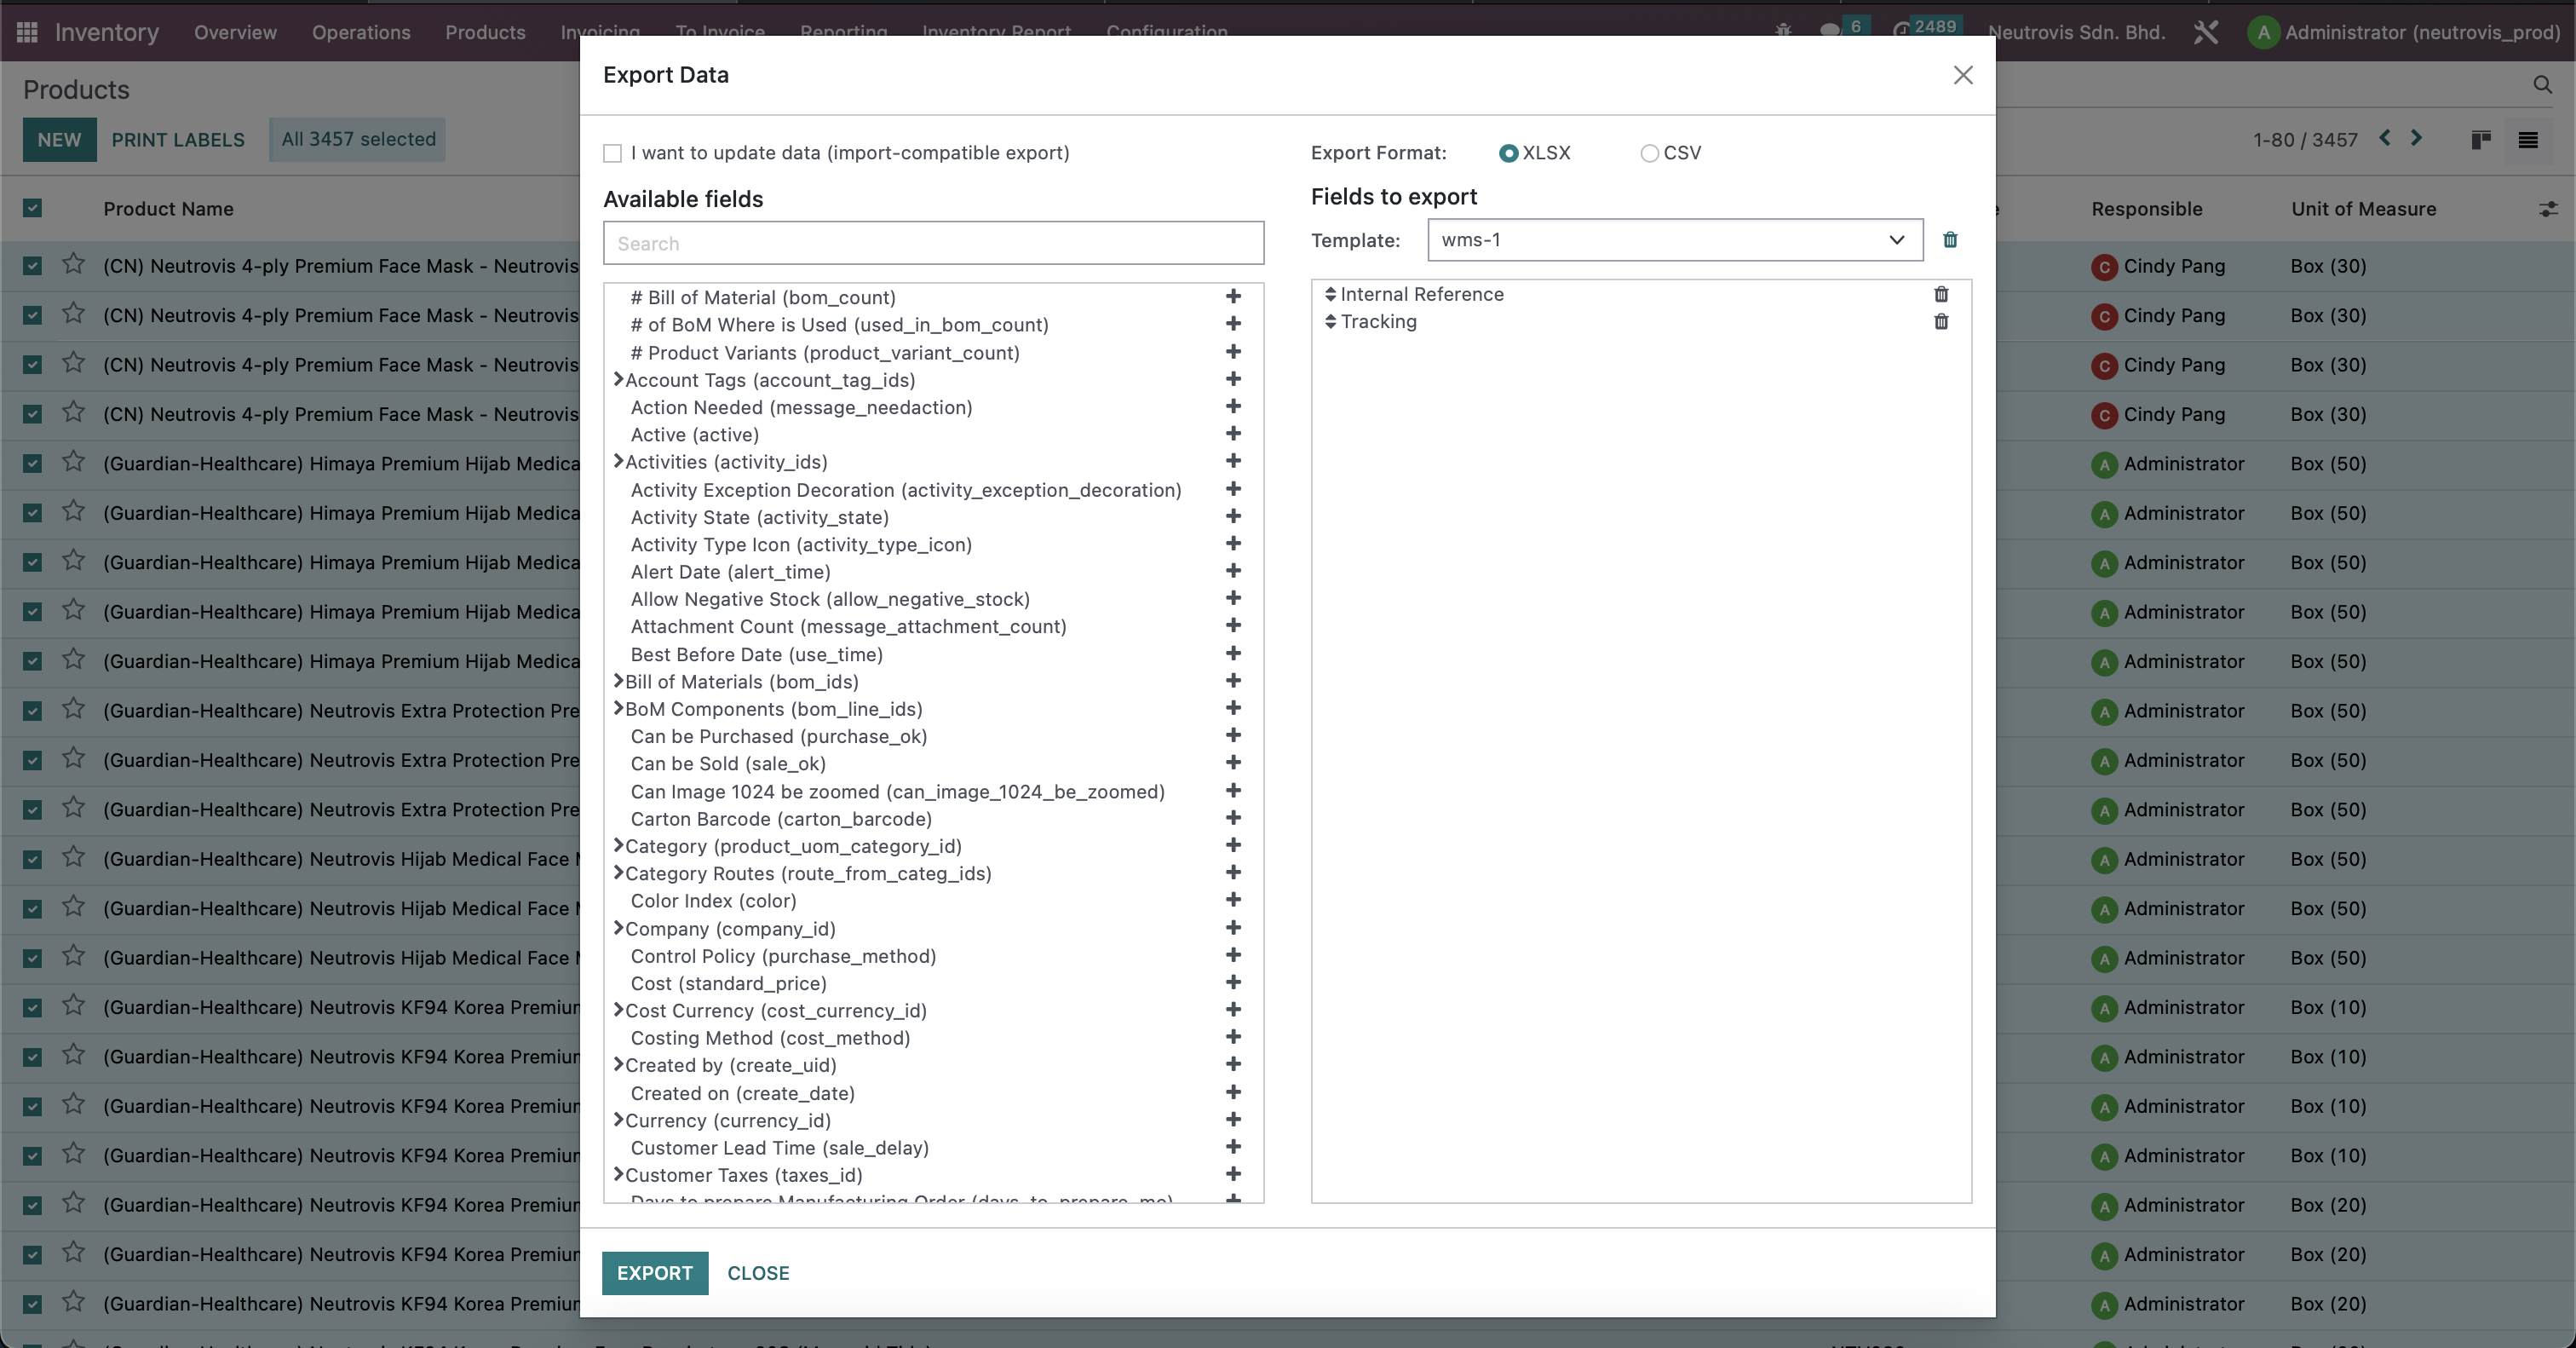 Inventory Overview Operations Products Invoicing To Invoice Reporting Inventory Report Configuration 6 2489 Neutrovis Sdn. Bhd. A Administrator (neutrovis_prod)
Products
NEW PRINT LABELS All 3457 selected 1-80 / 3457
Product Name Responsible Unit of Measure
(CN) Neutrovis 4-ply Premium Face Mask - Neutrovis C Cindy Pang Box (30)
(CN) Neutrovis 4-ply Premium Face Mask - Neutrovis C Cindy Pang Box (30)
(CN) Neutrovis 4-ply Premium Face Mask - Neutrovis C Cindy Pang Box (30)
(CN) Neutrovis 4-ply Premium Face Mask - Neutrovis C Cindy Pang Box (30)
(Guardian-Healthcare) Himaya Premium Hijab Medica A Administrator Box (50)
(Guardian-Healthcare) Himaya Premium Hijab Medica A Administrator Box (50)
(Guardian-Healthcare) Himaya Premium Hijab Medica A Administrator Box (50)
(Guardian-Healthcare) Himaya Premium Hijab Medica A Administrator Box (50)
(Guardian-Healthcare) Himaya Premium Hijab Medica A Administrator Box (50)
(Guardian-Healthcare) Neutrovis Extra Protection Pre A Administrator Box (50)
(Guardian-Healthcare) Neutrovis Extra Protection Pre A Administrator Box (50)
(Guardian-Healthcare) Neutrovis Extra Protection Pre A Administrator Box (50)
(Guardian-Healthcare) Neutrovis Hijab Medical Face A Administrator Box (50)
(Guardian-Healthcare) Neutrovis Hijab Medical Face A Administrator Box (50)
(Guardian-Healthcare) Neutrovis Hijab Medical Face A Administrator Box (50)
(Guardian-Healthcare) Neutrovis KF94 Korea Premium A Administrator Box (10)
(Guardian-Healthcare) Neutrovis KF94 Korea Premium A Administrator Box (10)
(Guardian-Healthcare) Neutrovis KF94 Korea Premium A Administrator Box (10)
(Guardian-Healthcare) Neutrovis KF94 Korea Premium A Administrator Box (10)
(Guardian-Healthcare) Neutrovis KF94 Korea Premium A Administrator Box (20)
(Guardian-Healthcare) Neutrovis KF94 Korea Premium A Administrator Box (20)
(Guardian-Healthcare) Neutrovis KF94 Korea Premium A Administrator Box (20)
Export Data
I want to update data (import-compatible export)
Available fields
Search
# Bill of Material (bom_count)
# of BoM Where is Used (used_in_bom_count)
# Product Variants (product_variant_count)
Account Tags (account_tag_ids)
Action Needed (message_needaction)
Active (active)
Activities (activity_ids)
Activity Exception Decoration (activity_exception_decoration)
Activity State (activity_state)
Activity Type Icon (activity_type_icon)
Alert Date (alert_time)
Allow Negative Stock (allow_negative_stock)
Attachment Count (message_attachment_count)
Best Before Date (use_time)
Bill of Materials (bom_ids)
BoM Components (bom_line_ids)
Can be Purchased (purchase_ok)
Can be Sold (sale_ok)
Can Image 1024 be zoomed (can_image_1024_be_zoomed)
Carton Barcode (carton_barcode)
Category (product_uom_category_id)
Category Routes (route_from_categ_ids)
Color Index (color)
Company (company_id)
Control Policy (purchase_method)
Cost (standard_price)
Cost Currency (cost_currency_id)
Costing Method (cost_method)
Created by (create_uid)
Created on (create_date)
Currency (currency_id)
Customer Lead Time (sale_delay)
Customer Taxes (taxes_id)
Days to prepare Manufacturing Order (days_to_prepare_mo)
Export Format: XLSX CSV
Fields to export
Template: wms-1
Internal Reference
Tracking
EXPORT CLOSE